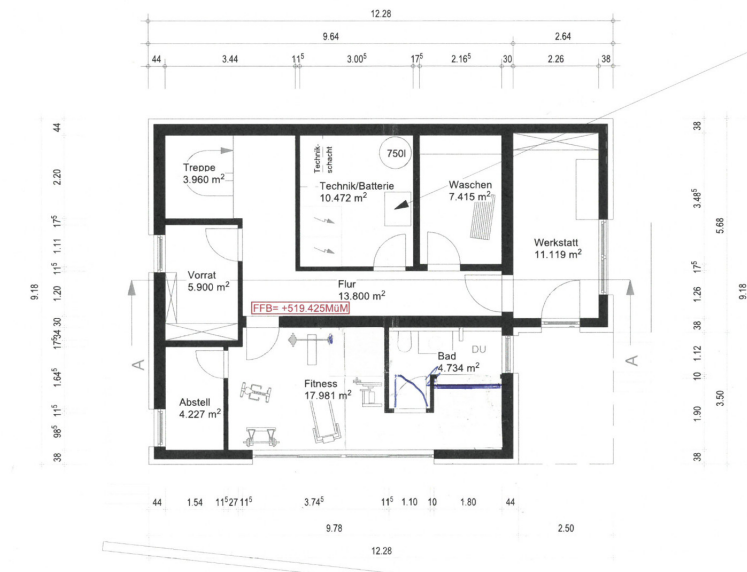 12.28
9.64 2.64
44 3.44 11⁵ 3.00⁵ 17⁵ 2.16⁵ 30 2.26 38
44
2.20
17⁵
1.11
11⁵
1.20
30
34
17⁵
1.64⁵
11⁵
98⁵
38
9.18
Treppe
3.960 m²
Technik-
schacht
750l
Technik/Batterie
10.472 m²
Waschen
7.415 m²
Werkstatt
11.119 m²
Vorrat
5.900 m²
Flur
13.800 m²
FFB= +519.425MüM
A
A
Bad
4.734 m²
DU
Fitness
17.981 m²
Abstell
4.227 m²
38
3.48⁵
17⁵
1.26
38
1.12
10
1.90
38
5.68
3.50
9.18
44 1.54 11⁵ 27 11⁵ 3.74⁵ 11⁵ 1.10 10 1.80 44
9.78 2.50
12.28